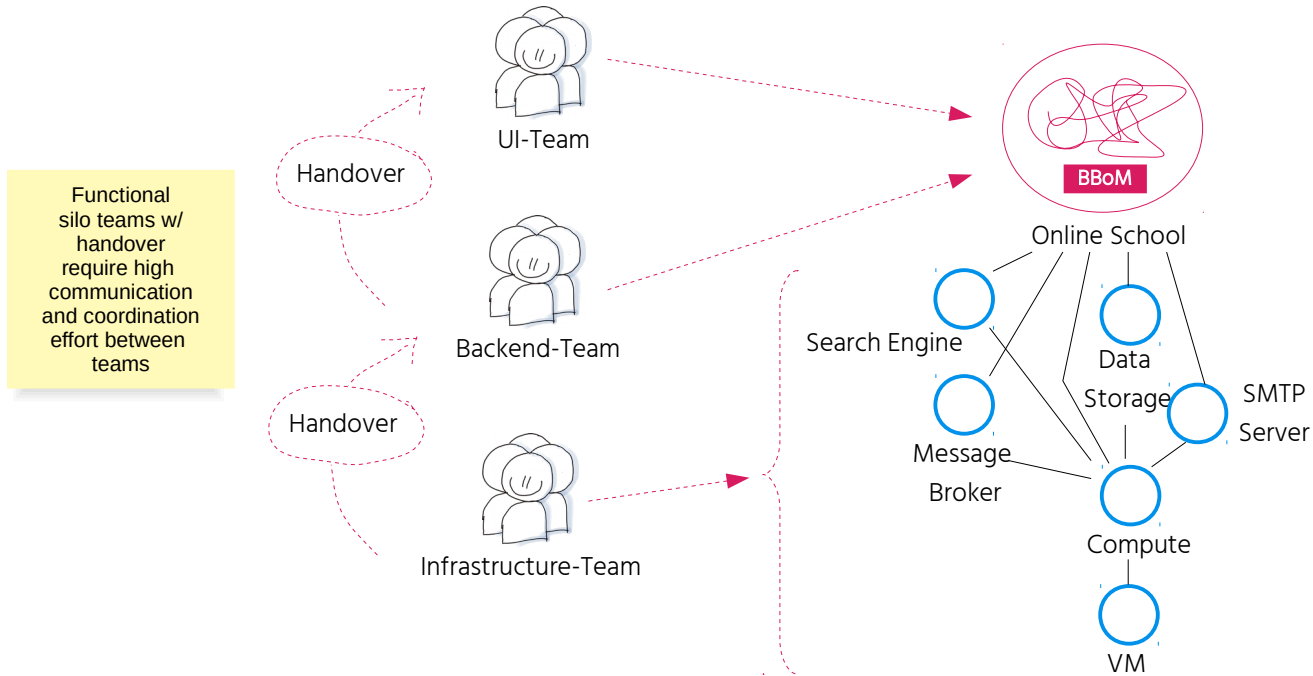 UI-Team
Handover
Functional
silo teams w/
handover
require high
communication
and coordination
effort between
teams
Backend-Team
Handover
Infrastructure-Team
BBoM
Online School
Search Engine
Data
Storage
SMTP
Server
Message
Broker
Compute
VM